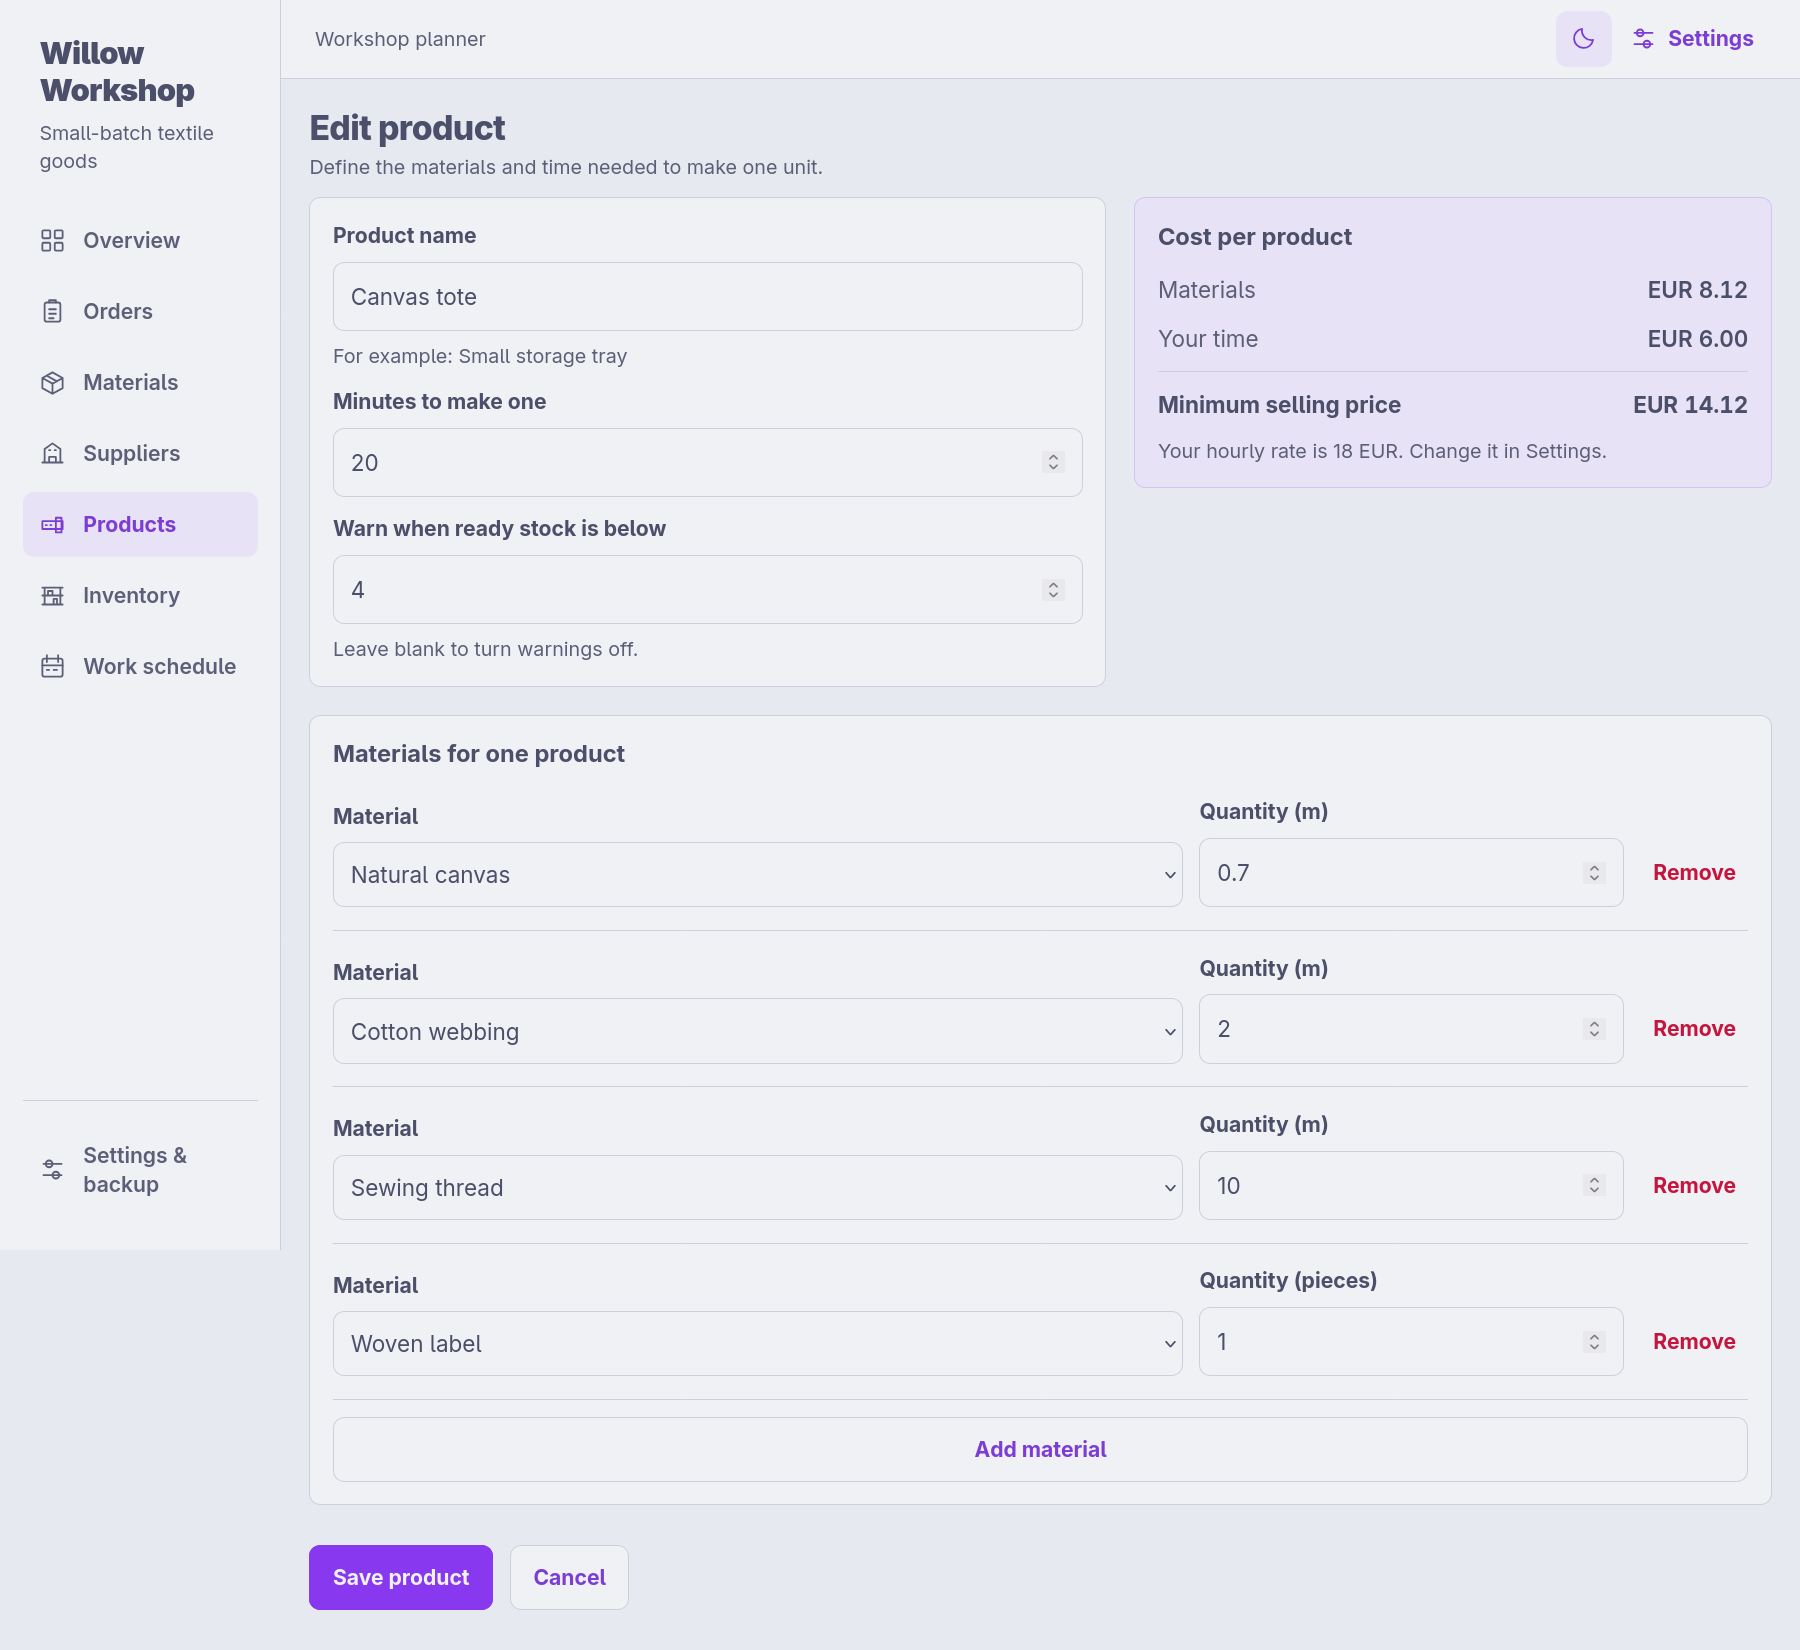 Willow
Workshop
Small-batch textile
goods
Overview
Orders
Materials
Suppliers
Products
Inventory
Work schedule
Settings &
backup
Workshop planner
Settings
Edit product
Define the materials and time needed to make one unit.
Product name
Canvas tote
For example: Small storage tray
Minutes to make one
20
Warn when ready stock is below
4
Leave blank to turn warnings off.
Cost per product
Materials EUR 8.12
Your time EUR 6.00
Minimum selling price EUR 14.12
Your hourly rate is 18 EUR. Change it in Settings.
Materials for one product
Material Quantity (m)
Natural canvas 0.7 Remove
Material Quantity (m)
Cotton webbing 2 Remove
Material Quantity (m)
Sewing thread 10 Remove
Material Quantity (pieces)
Woven label 1 Remove
Add material
Save product Cancel